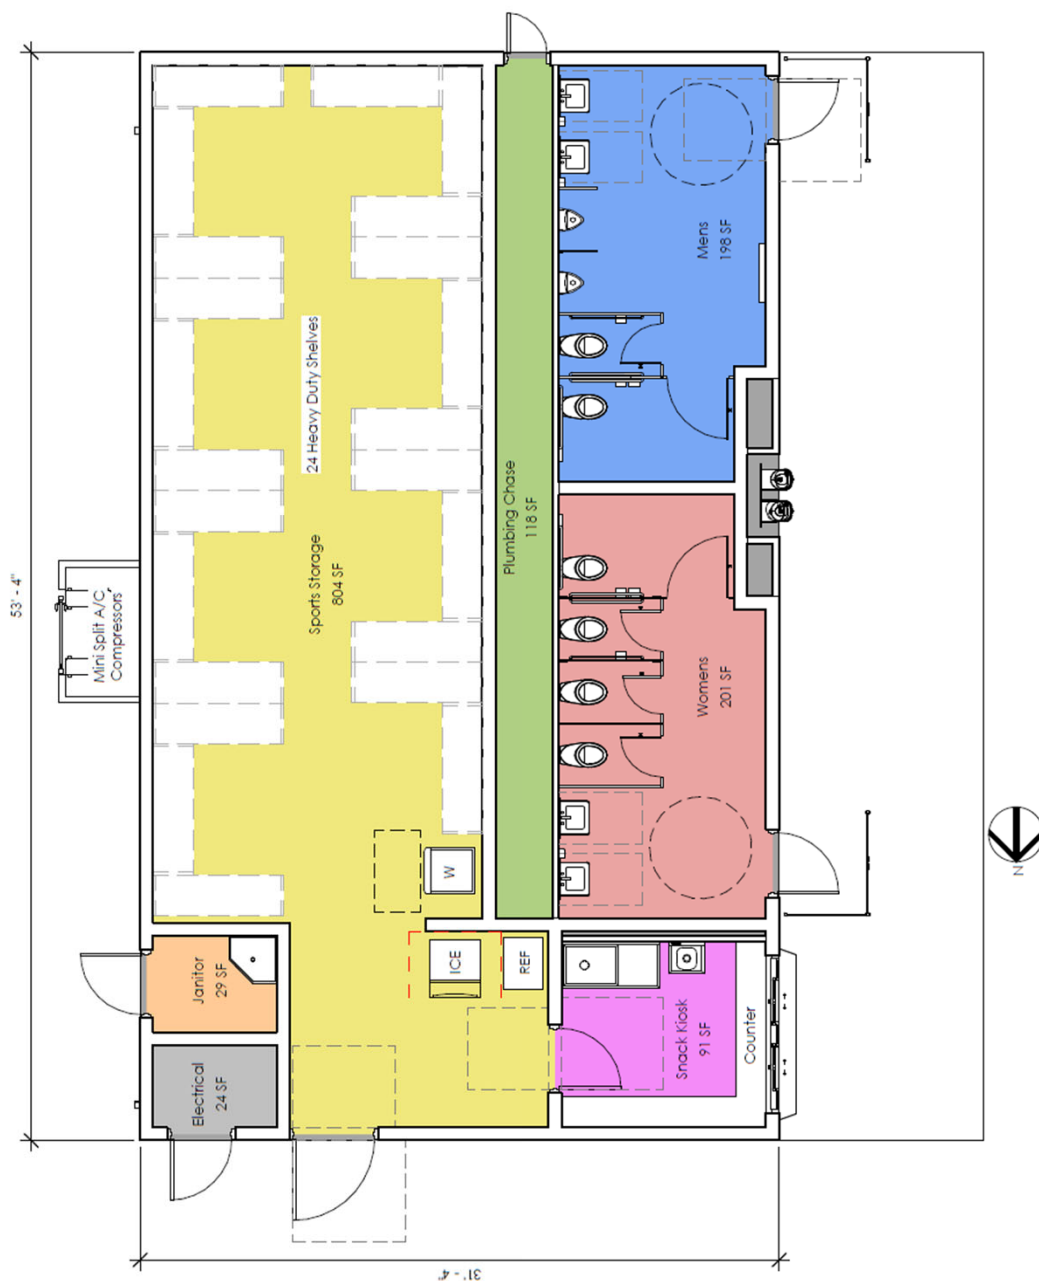 Mens
198 SF
24 Heavy Duty Shelves
Plumbing Chase
118 SF
Sports Storage
804 SF
53' - 4"
Mini Split A/C
Compressors
Womens
201 SF
W
ICE
REF
Janitor
29 SF
Snack Kiosk
91 SF
Counter
Electrical
24 SF
N
31' - 4"